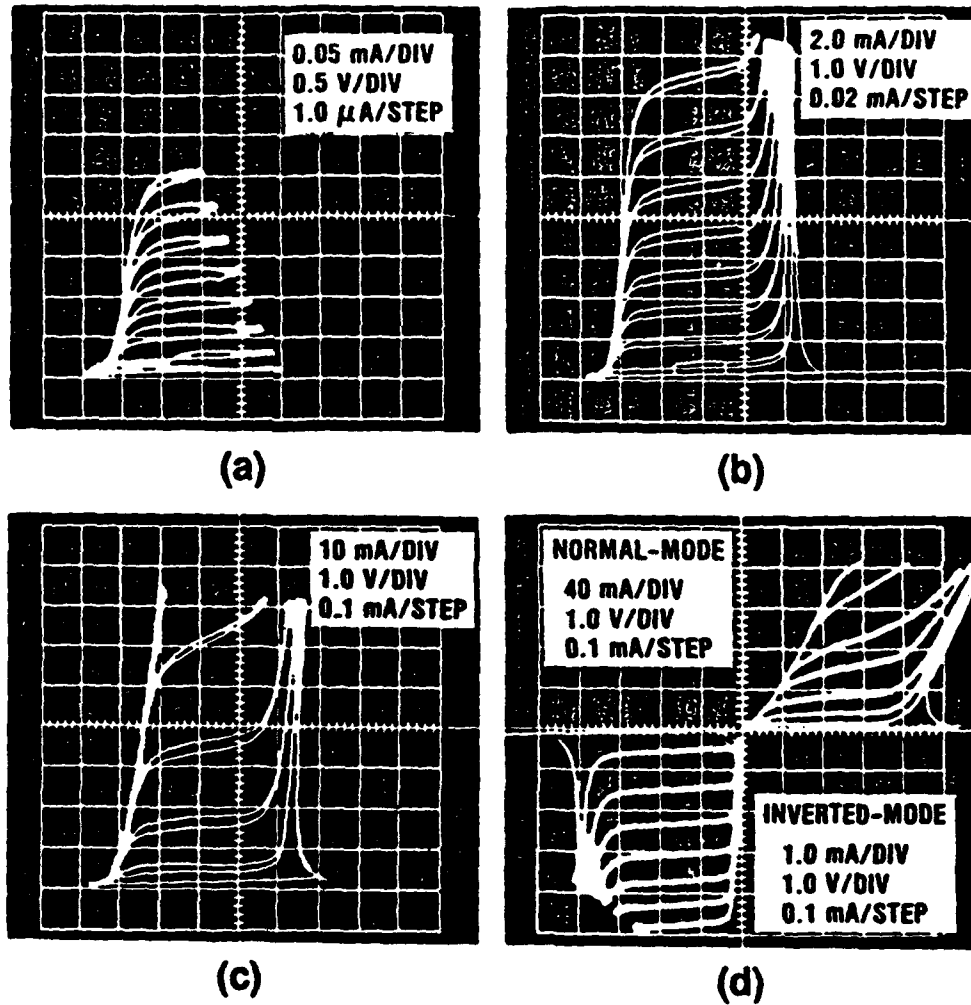 0.05 mA/DIV
0.5 V/DIV
1.0 μA/STEP
(a)
2.0 mA/DIV
1.0 V/DIV
0.02 mA/STEP
(b)
10 mA/DIV
1.0 V/DIV
0.1 mA/STEP
(c)
NORMAL-MODE
40 mA/DIV
1.0 V/DIV
0.1 mA/STEP
INVERTED-MODE
1.0 mA/DIV
1.0 V/DIV
0.1 mA/STEP
(d)